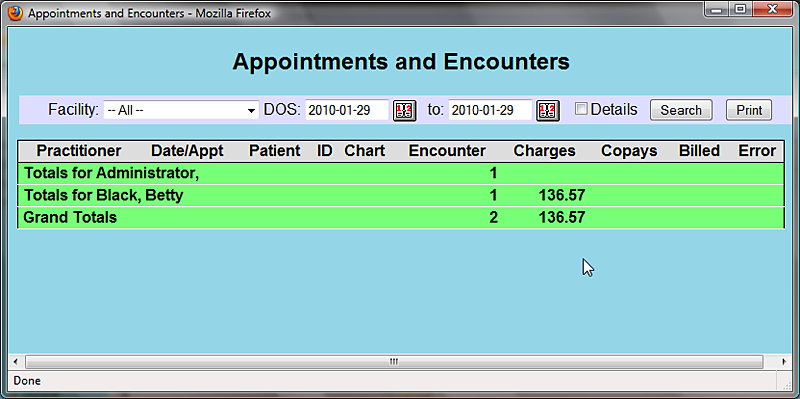 Appointments and Encounters - Mozilla Firefox
Appointments and Encounters
Facility: -- All -- DOS: 2010-01-29 to: 2010-01-29 Details Search Print
Practitioner Date/Appt Patient ID Chart Encounter Charges Copays Billed Error
Totals for Administrator, 1
Totals for Black, Betty 1 136.57
Grand Totals 2 136.57
Done